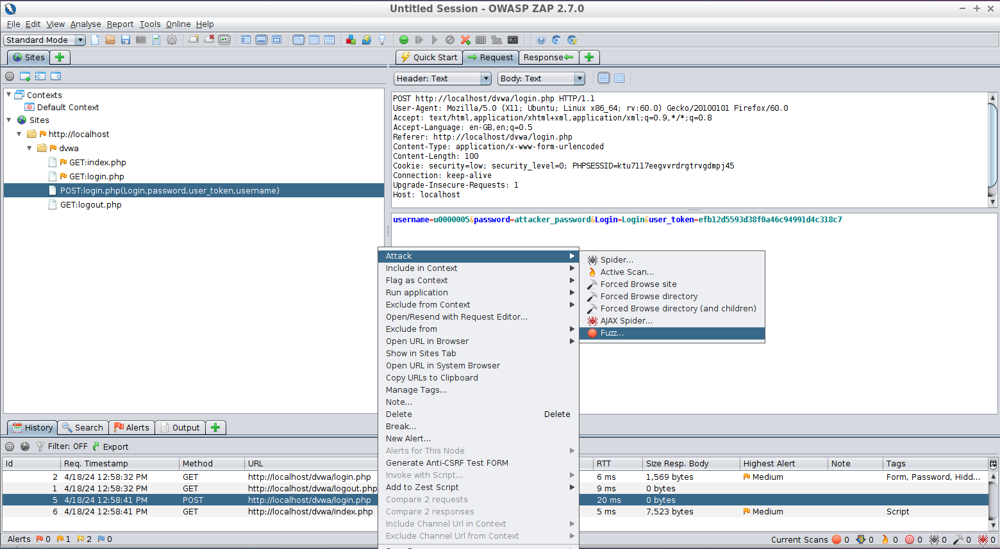 Untitled Session - OWASP ZAP 2.7.0
File Edit View Analyse Report Tools Online Help
Standard Mode
Sites
Quick Start Request Response
Header: Text Body: Text
Contexts
Default Context
Sites
http://localhost
dvwa
GET:index.php
GET:login.php
POST:login.php(Login,password,user_token,username)
GET:logout.php
POST http://localhost/dvwa/login.php HTTP/1.1
User-Agent: Mozilla/5.0 (X11; Ubuntu; Linux x86_64; rv:60.0) Gecko/20100101 Firefox/60.0
Accept: text/html,application/xhtml+xml,application/xml;q=0.9,*/*;q=0.8
Accept-Language: en-GB,en;q=0.5
Referer: http://localhost/dvwa/login.php
Content-Type: application/x-www-form-urlencoded
Content-Length: 100
Cookie: security=low; security_level=0; PHPSESSID=ktu7117eegvvrdrgtrvgdmpj45
Connection: keep-alive
Upgrade-Insecure-Requests: 1
Host: localhost
username=u0000005&password=attacker_password&Login=Login&user_token=efb12d5593d38f0a46c94991d4c318c7
Attack
Include in Context
Flag as Context
Run application
Exclude from Context
Open/Resend with Request Editor...
Exclude from
Open URL in Browser
Show in Sites Tab
Open URL in System Browser
Copy URLs to Clipboard
Manage Tags...
Note...
Delete Delete
Break...
New Alert...
Alerts for This Node
Generate Anti-CSRF Test FORM
Invoke with Script...
Add to Zest Script
Compare 2 requests
Compare 2 responses
Include Channel Url in Context
Exclude Channel Url from Context
Spider...
Active Scan...
Forced Browse site
Forced Browse directory
Forced Browse directory (and children)
AJAX Spider...
Fuzz...
History Search Alerts Output
Filter: OFF Export
Id Req. Timestamp Method URL RTT Size Resp. Body Highest Alert Note Tags
2 4/18/24 12:58:32 PM GET http://localhost/dvwa/login.php 6 ms 1,569 bytes Medium Form, Password, Hidd...
1 4/18/24 12:58:32 PM GET http://localhost/dvwa/logout.php 9 ms 0 bytes
5 4/18/24 12:58:41 PM POST http://localhost/dvwa/login.php 20 ms 0 bytes
6 4/18/24 12:58:41 PM GET http://localhost/dvwa/index.php 5 ms 7,523 bytes Medium Script
Alerts 0 1 2 0 Current Scans 0 0 0 0 0 0 0